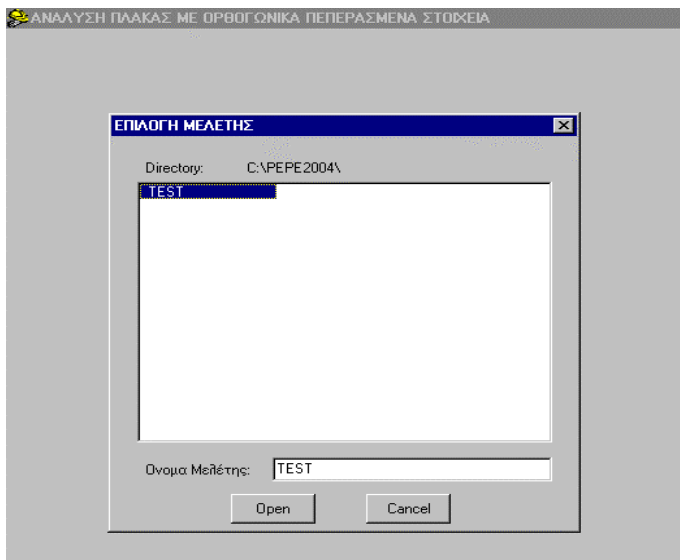 ΑΝΑΛΥΣΗ ΠΛΑΚΑΣ ΜΕ ΟΡΘΟΓΩΝΙΚΑ ΠΕΠΕΡΑΣΜΕΝΑ ΣΤΟΙΧΕΙΑ
ΕΠΙΛΟΓΗ ΜΕΛΕΤΗΣ
Directory: C:\PEPE2004\
TEST
Ονομα Μελέτης: TEST
Open Cancel